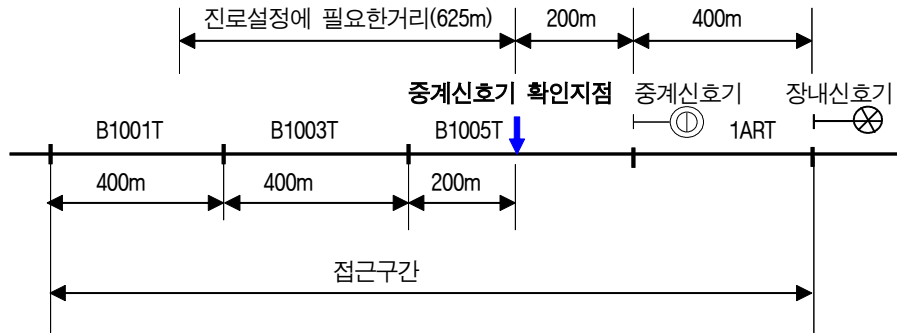 진로설정에 필요한거리(625m) 200m 400m
중계신호기 확인지점 중계신호기 장내신호기
B1001T B1003T B1005T 1ART
400m 400m 200m
접근구간